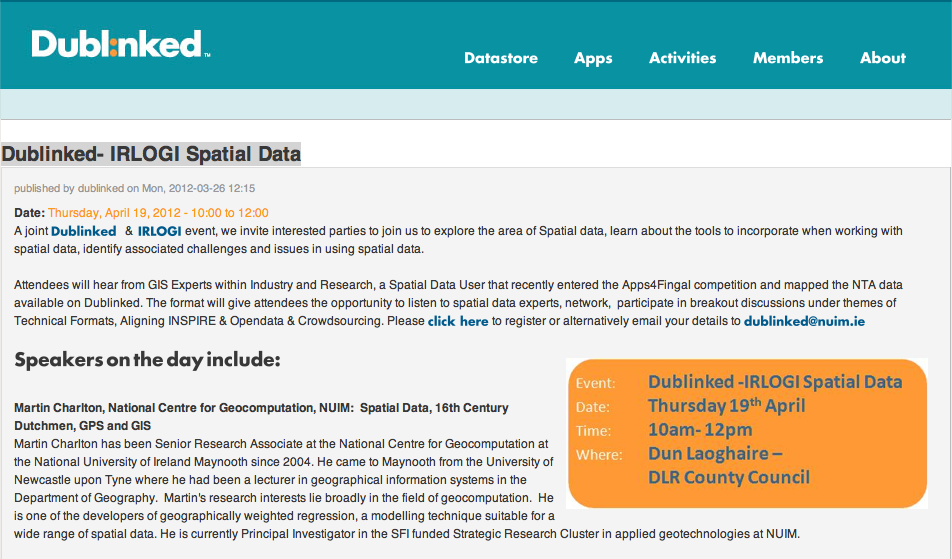 Dublinked™
Datastore Apps Activities Members About
Dublinked- IRLOGI Spatial Data
published by dublinked on Mon, 2012-03-26 12:15
Date: Thursday, April 19, 2012 - 10:00 to 12:00
A joint Dublinked & IRLOGI event, we invite interested parties to join us to explore the area of Spatial data, learn about the tools to incorporate when working with
spatial data, identify associated challenges and issues in using spatial data.
Attendees will hear from GIS Experts within Industry and Research, a Spatial Data User that recently entered the Apps4Fingal competition and mapped the NTA data
available on Dublinked. The format will give attendees the opportunity to listen to spatial data experts, network, participate in breakout discussions under themes of
Technical Formats, Aligning INSPIRE & Opendata & Crowdsourcing. Please click here to register or alternatively email your details to dublinked@nuim.ie
Speakers on the day include:
Martin Charlton, National Centre for Geocomputation, NUIM: Spatial Data, 16th Century
Dutchmen, GPS and GIS
Martin Charlton has been Senior Research Associate at the National Centre for Geocomputation at
the National University of Ireland Maynooth since 2004. He came to Maynooth from the University of
Newcastle upon Tyne where he had been a lecturer in geographical information systems in the
Department of Geography. Martin's research interests lie broadly in the field of geocomputation. He
is one of the developers of geographically weighted regression, a modelling technique suitable for a
wide range of spatial data. He is currently Principal Investigator in the SFI funded Strategic Research Cluster in applied geotechnologies at NUIM.
Event: Dublinked -IRLOGI Spatial Data
Date: Thursday 19th April
Time: 10am- 12pm
Where: Dun Laoghaire –
DLR County Council